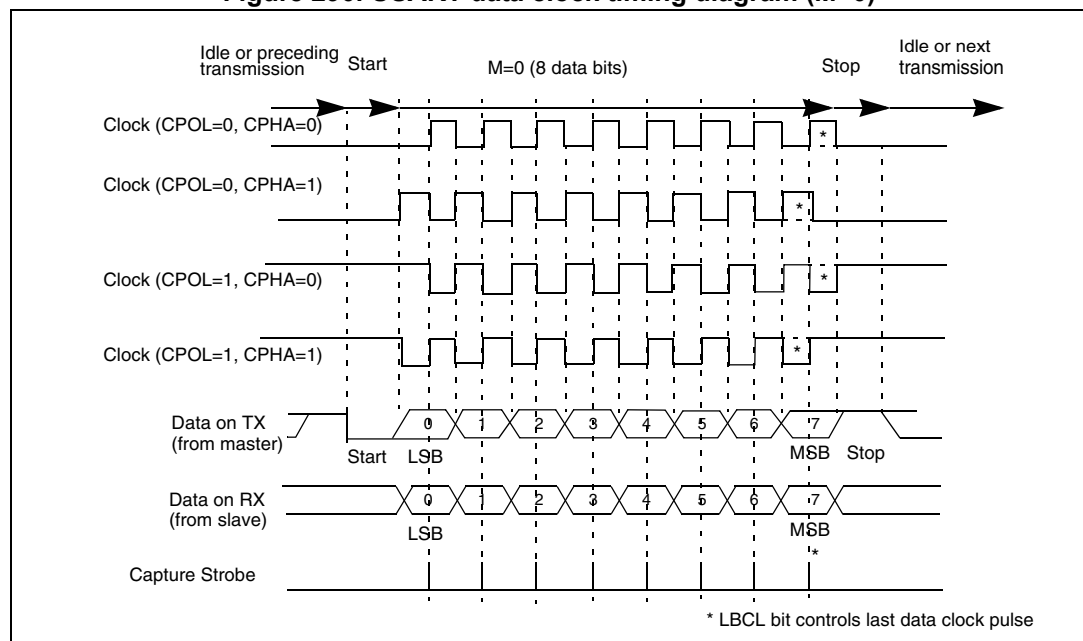 Idle or preceding
transmission
Start
M=0 (8 data bits)
Stop
Idle or next
transmission
Clock (CPOL=0, CPHA=0)
*
Clock (CPOL=0, CPHA=1)
*
Clock (CPOL=1, CPHA=0)
*
Clock (CPOL=1, CPHA=1)
*
Data on TX
(from master)
0 1 2 3 4 5 6 7
Start LSB MSB Stop
Data on RX
(from slave)
0 1 2 3 4 5 6 7
LSB MSB
*
Capture Strobe
* LBCL bit controls last data clock pulse